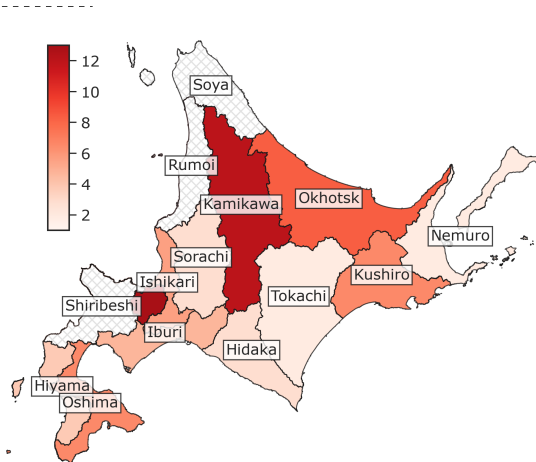 12
10
8
6
4
2
Soya
Rumoi
Kamikawa
Okhotsk
Nemuro
Sorachi
Ishikari
Kushiro
Shiribeshi
Tokachi
Iburi
Hidaka
Hiyama
Oshima